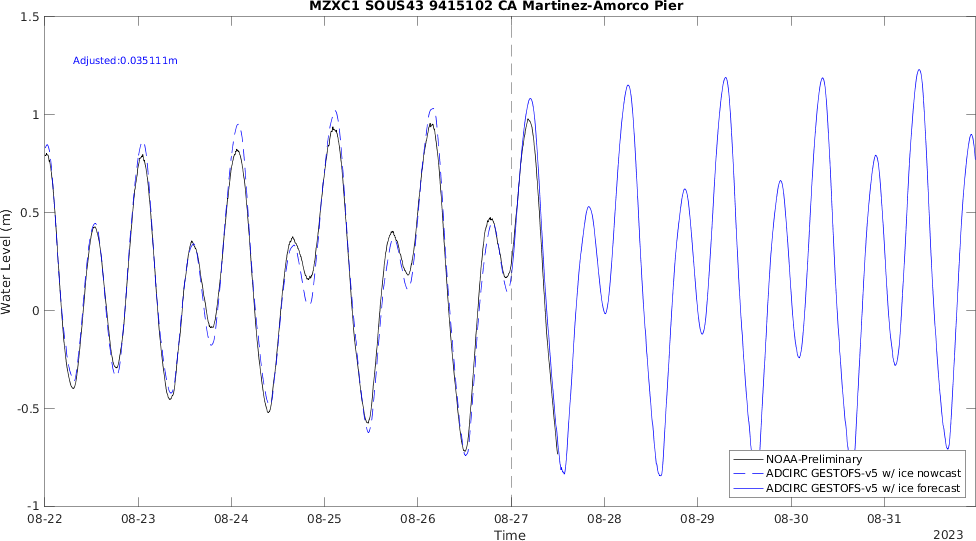 MZXC1 SOUS43 9415102 CA Martinez-Amorco Pier
1.5
Adjusted:0.035111m
1
0.5
0
-0.5
-1
Water Level (m)
NOAA-Preliminary
ADCIRC GESTOFS-v5 w/ ice nowcast
ADCIRC GESTOFS-v5 w/ ice forecast
08-22 08-23 08-24 08-25 08-26 08-27 08-28 08-29 08-30 08-31
Time
2023